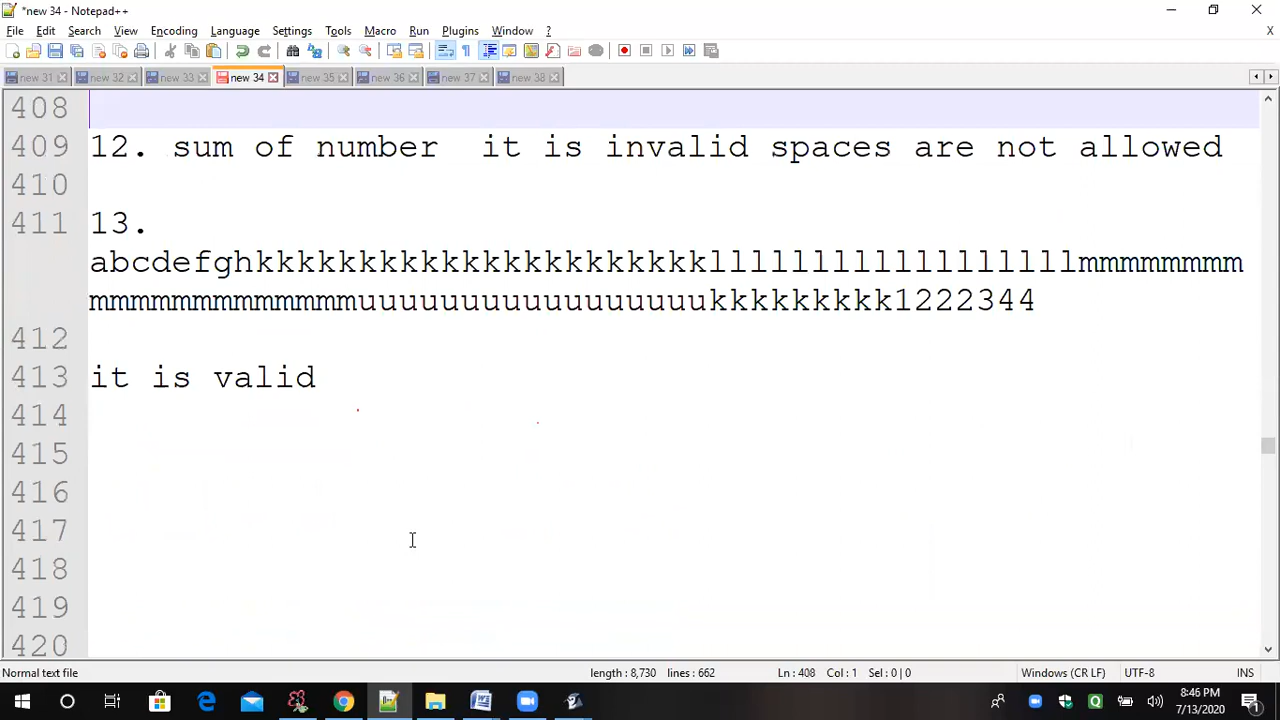 *new 34 - Notepad++
File Edit Search View Encoding Language Settings Tools Macro Run Plugins Window ?
new 31 new 32 new 33 new 34 new 35 new 36 new 37 new 38
408
409 12. sum of number  it is invalid spaces are not allowed
410
411 13.
abcdefghkkkkkkkkkkkkkkkkkkkkkkllllllllllllllllllmmmmmmmm
mmmmmmmmmmmmmuuuuuuuuuuuuuuuuukkkkkkkkk1222344
412
413 it is valid
414
415
416
417
418
419
420
Normal text file length : 8,730 lines : 662 Ln : 408 Col : 1 Sel : 0 | 0 Windows (CR LF) UTF-8 INS
8:46 PM
7/13/2020